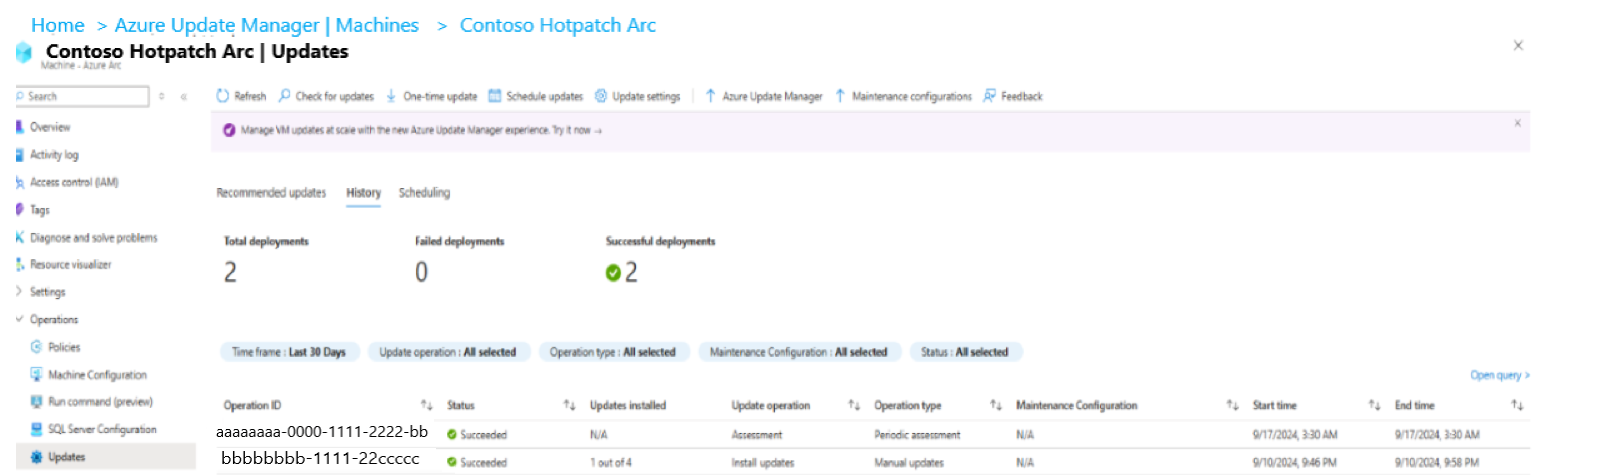 Home > Azure Update Manager | Machines > Contoso Hotpatch Arc
Contoso Hotpatch Arc | Updates
Machine - Azure Arc
Search
Refresh Check for updates One-time update Schedule updates Update settings Azure Update Manager Maintenance configurations Feedback
Overview
Manage VM updates at scale with the new Azure Update Manager experience. Try it now →
Activity log
Access control (IAM)
Recommended updates History Scheduling
Tags
Diagnose and solve problems
Total deployments Failed deployments Successful deployments
Resource visualizer
2 0 2
Settings
Operations
Policies
Time frame : Last 30 Days Update operation : All selected Operation type : All selected Maintenance Configuration : All selected Status : All selected
Machine Configuration
Open query >
Run command (preview)
Operation ID Status Updates installed Update operation Operation type Maintenance Configuration Start time End time
SQL Server Configuration
aaaaaaaa-0000-1111-2222-bb Succeeded N/A Assessment Periodic assessment N/A 9/17/2024, 3:30 AM 9/17/2024, 3:30 AM
Updates
bbbbbbbb-1111-22ccccc Succeeded 1 out of 4 Install updates Manual updates N/A 9/10/2024, 9:46 PM 9/10/2024, 9:58 PM